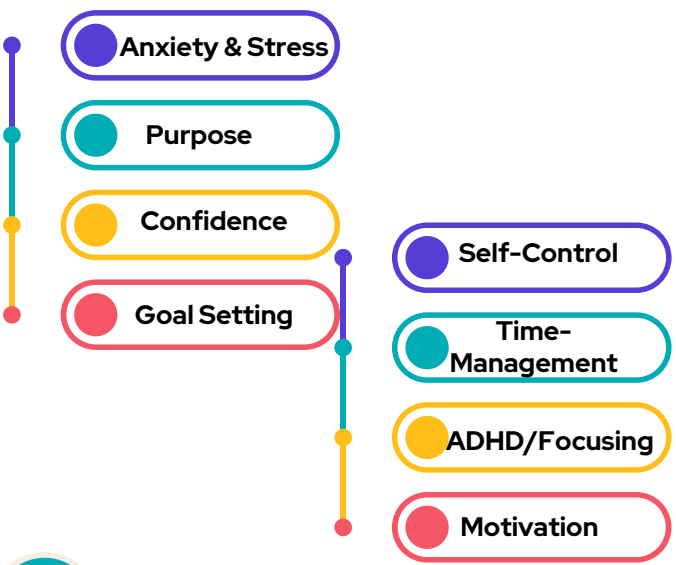 Anxiety & Stress
Purpose
Confidence
Goal Setting
Self-Control
Time-
Management
ADHD/Focusing
Motivation